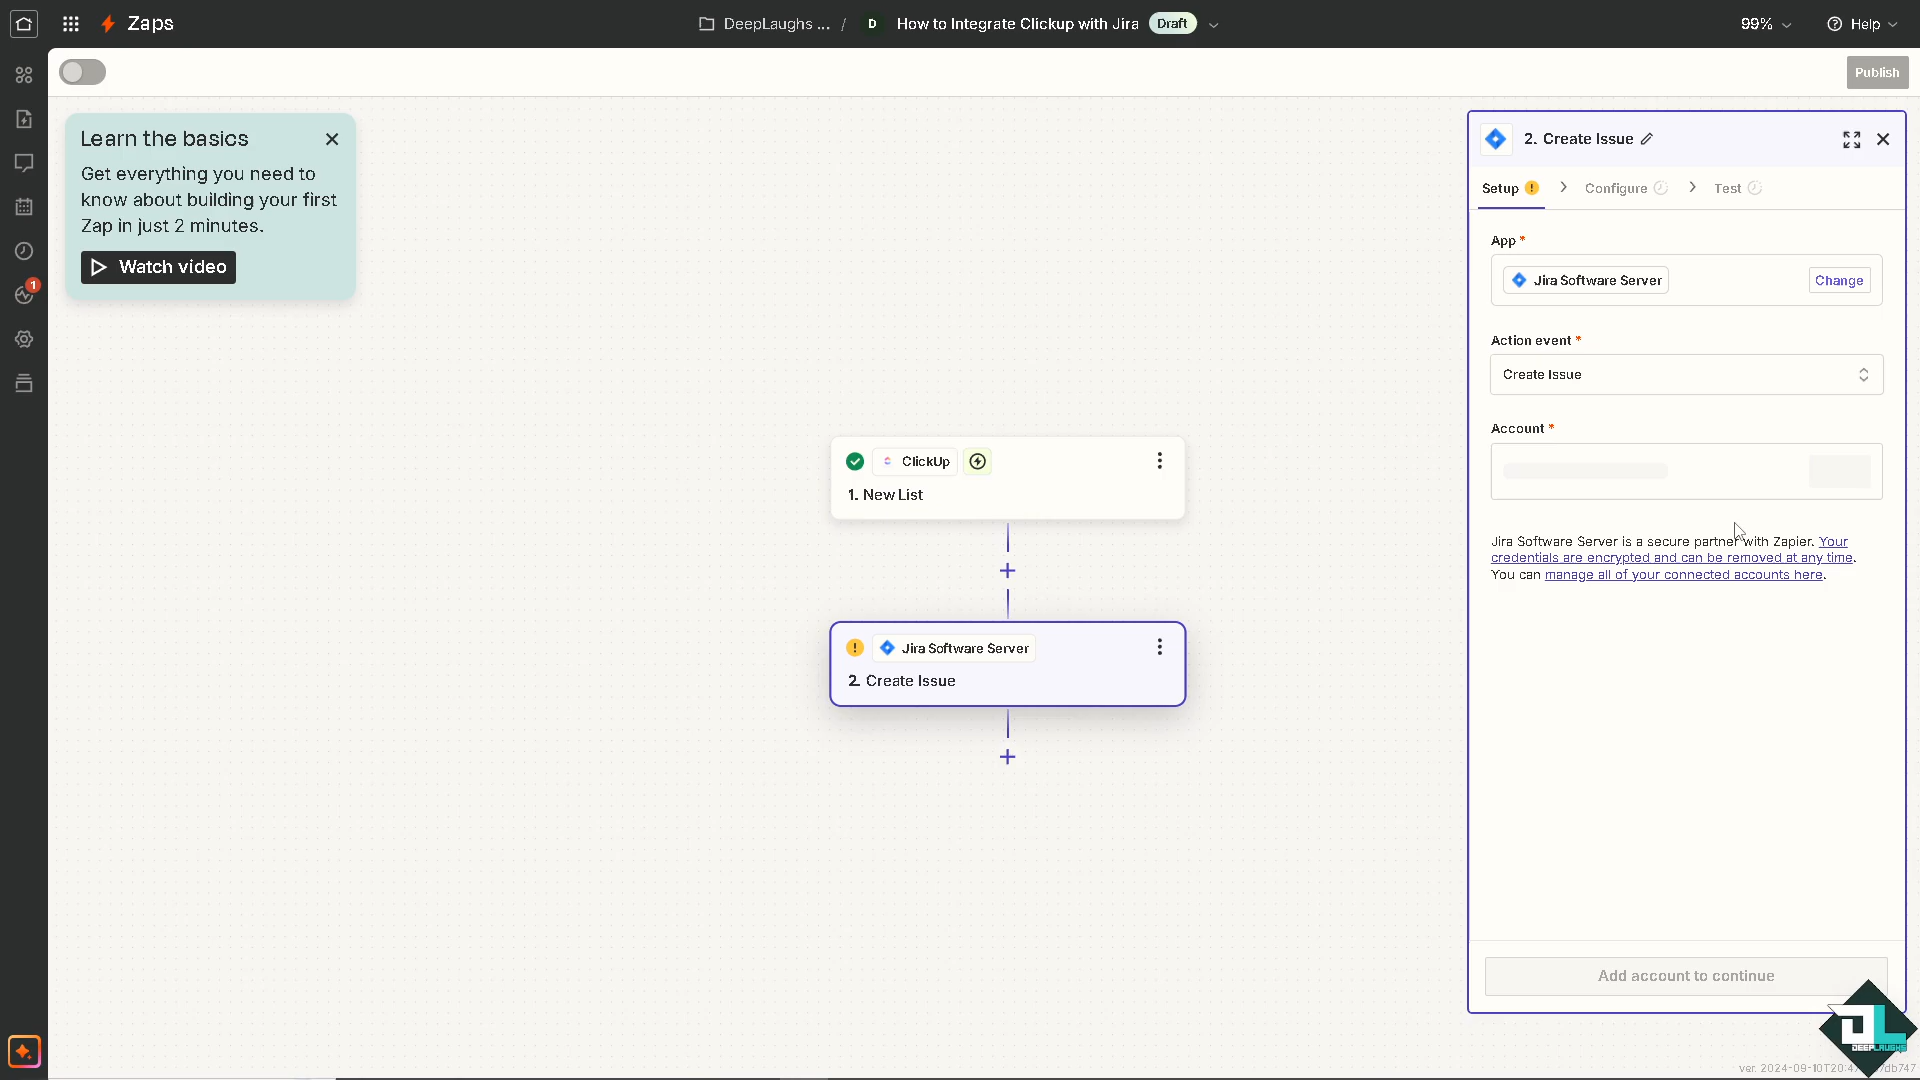 Zaps
DeepLaughs ... / D How to Integrate Clickup with Jira Draft
99%
Help
Publish
Learn the basics
Get everything you need to
know about building your first
Zap in just 2 minutes.
Watch video
1
ClickUp
1. New List
Jira Software Server
2. Create Issue
2. Create Issue
Setup
Configure
Test
App *
Jira Software Server
Change
Action event *
Create Issue
Account *
Jira Software Server is a secure partner with Zapier. Your
credentials are encrypted and can be removed at any time.
You can manage all of your connected accounts here.
Add account to continue
DEEPLAUGHS